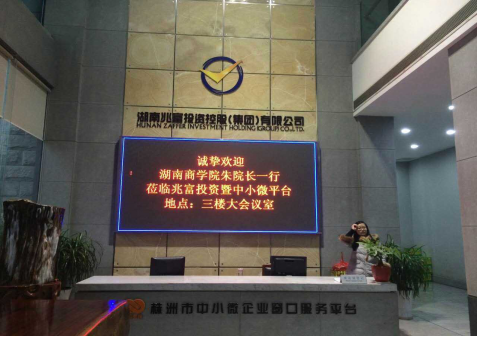 湖南兆富投资控股(集团)有限公司
HUNAN ZAFFER INVESTMENT HOLDING GROUP CO.,LTD.
诚挚欢迎
湖南商学院朱院长一行
莅临兆富投资暨中小微平台
地点：三楼大会议室
株洲市中小微企业窗口服务平台